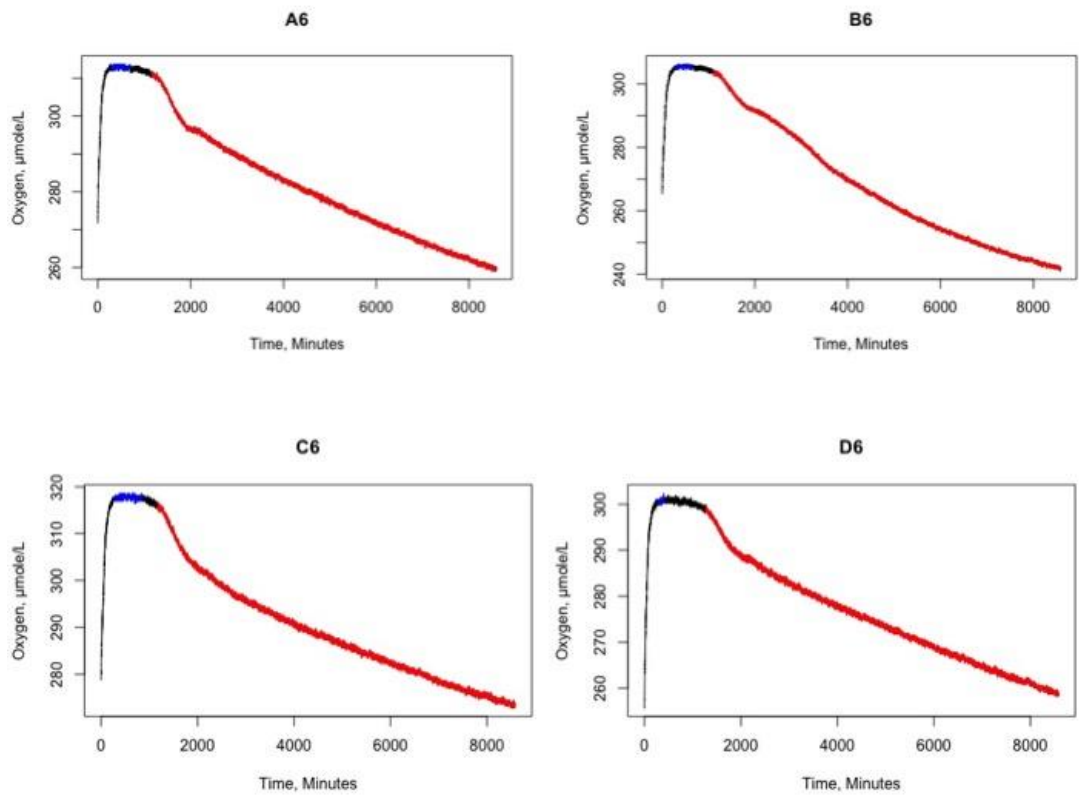 A6
Oxygen, µmole/L
260 280 300
0 2000 4000 6000 8000
Time, Minutes
B6
Oxygen, µmole/L
240 260 280 300
0 2000 4000 6000 8000
Time, Minutes
C6
Oxygen, µmole/L
280 290 300 310 320
0 2000 4000 6000 8000
Time, Minutes
D6
Oxygen, µmole/L
260 270 280 290 300
0 2000 4000 6000 8000
Time, Minutes